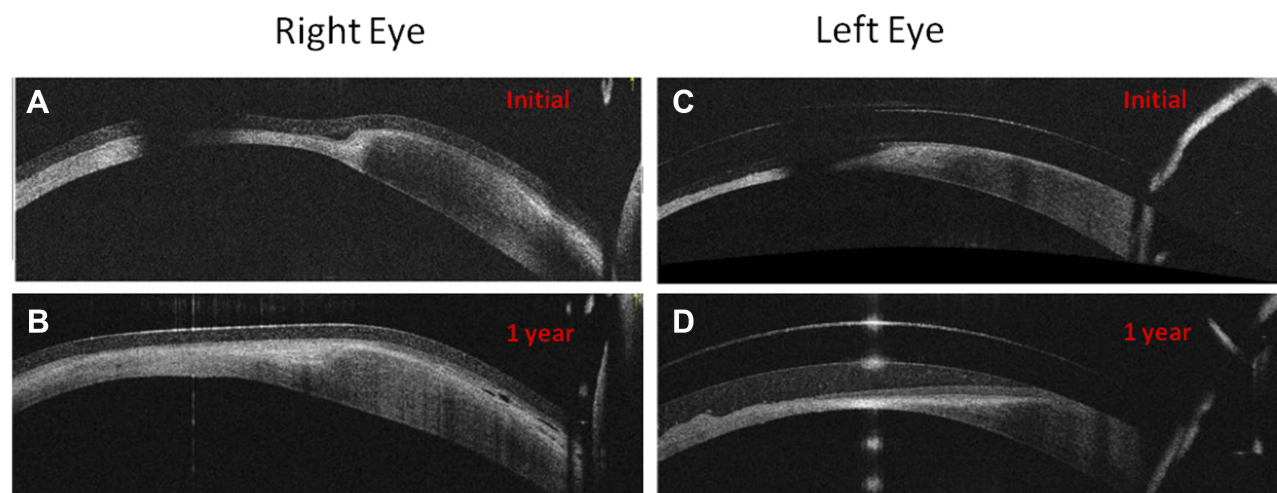 Right Eye
Left Eye
A
Initial
C
Initial
B
1 year
D
1 year